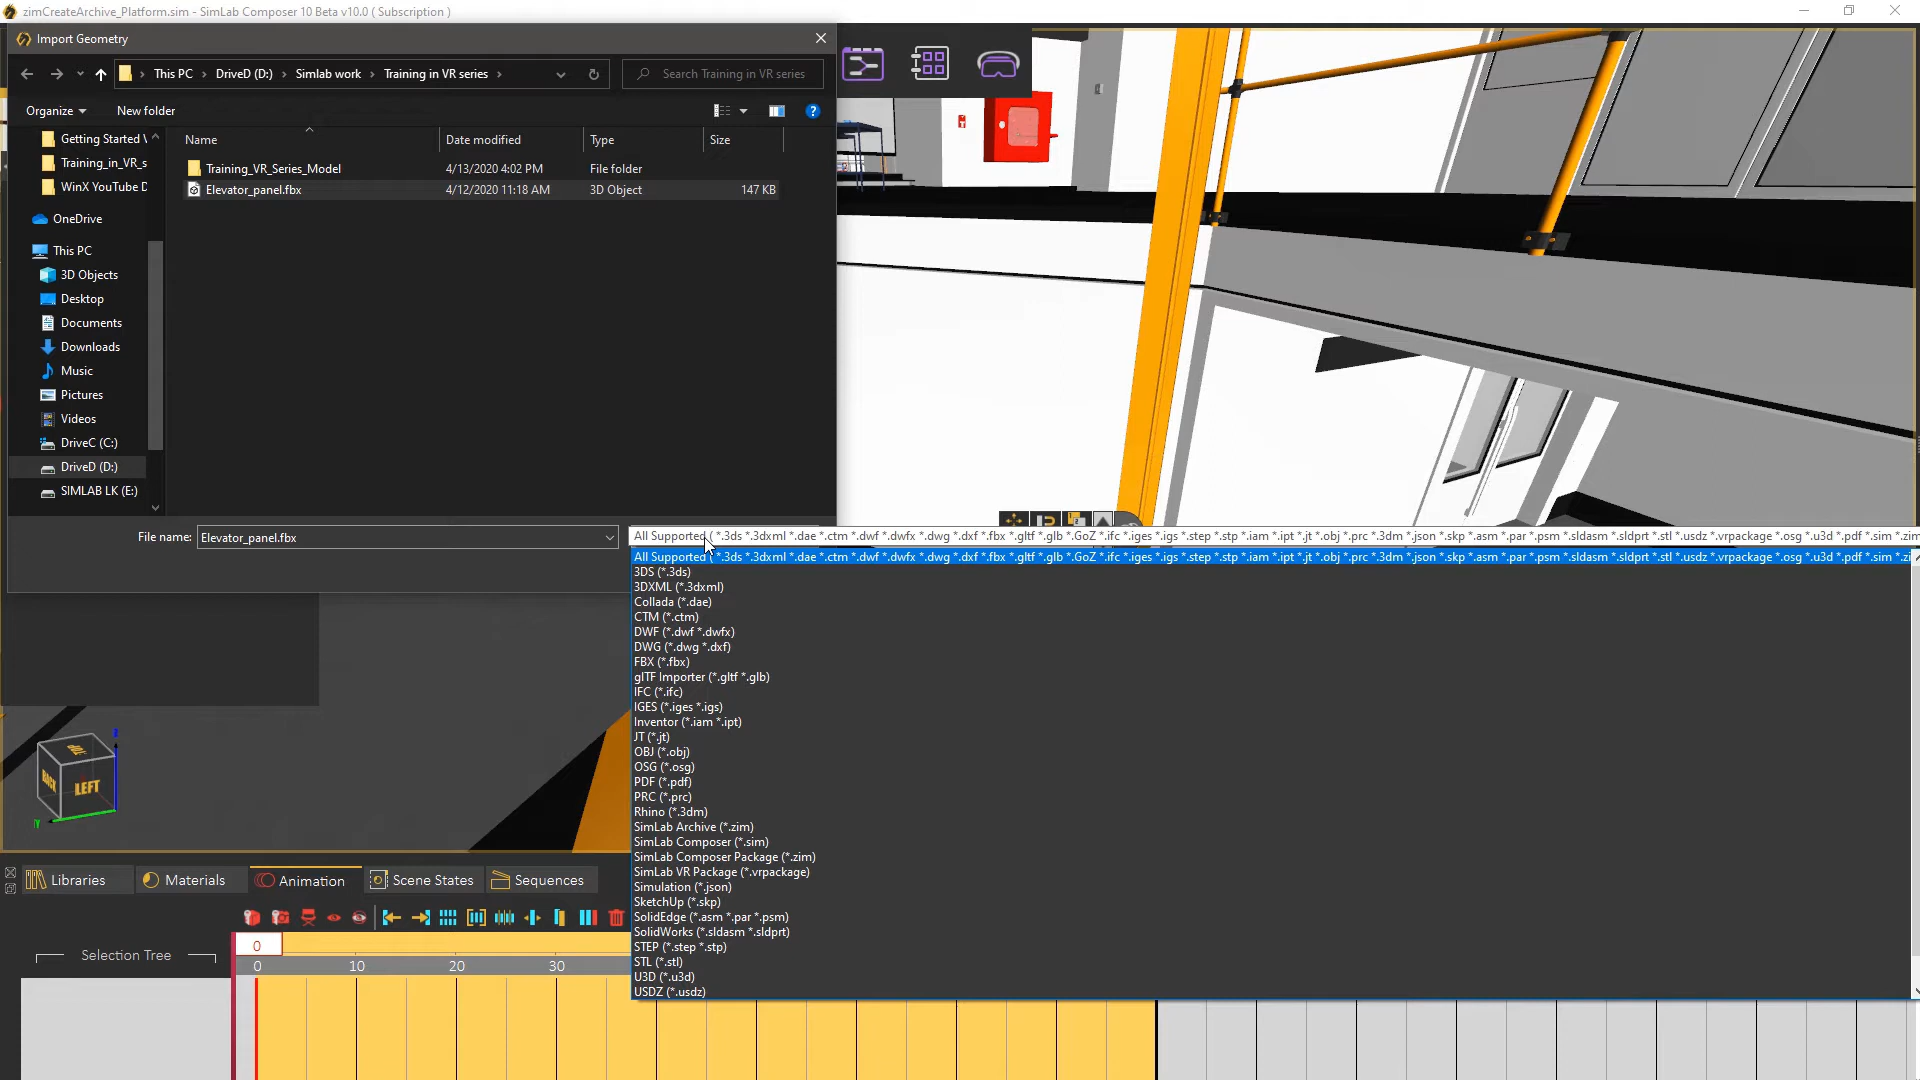 zimCreateArchive_Platform.sim - SimLab Composer 10 Beta v10.0 ( Subscription )
Import Geometry
This PC
DriveD (D:)
Simlab work
Training in VR series
Search Training in VR series
Organize
New folder
Name
Date modified
Type
Size
Getting Started
Training_VR_Series_Model
4/13/2020 4:02 PM
File folder
Training_in_VR_s
Elevator_panel.fbx
4/12/2020 11:18 AM
3D Object
147 KB
WinX YouTube D
OneDrive
This PC
3D Objects
Desktop
Documents
Downloads
Music
Pictures
Videos
DriveC (C:)
DriveD (D:)
SIMLAB LK (E:)
File name:
Elevator_panel.fbx
All Supported ( *.3ds *.3dxml *.dae *.ctm *.dwf *.dwfx *.dwg *.dxf *.fbx *.gltf *.glb *.GoZ *.ifc *.iges *.igs *.step *.stp *.iam *.ipt *.jt *.obj *.prc *.3dm *.json *.skp *.asm *.par *.psm *.sldasm *.sldprt *.stl *.usdz *.vrpackage *.osg *.u3d *.pdf *.sim *.zim
All Supported ( *.3ds *.3dxml *.dae *.ctm *.dwf *.dwfx *.dwg *.dxf *.fbx *.gltf *.glb *.GoZ *.ifc *.iges *.igs *.step *.stp *.iam *.ipt *.jt *.obj *.prc *.3dm *.json *.skp *.asm *.par *.psm *.sldasm *.sldprt *.stl *.usdz *.vrpackage *.osg *.u3d *.pdf *.sim *.zi
3DS (*.3ds)
3DXML (*.3dxml)
Collada (*.dae)
CTM (*.ctm)
DWF (*.dwf *.dwfx)
DWG (*.dwg *.dxf)
FBX (*.fbx)
glTF Importer (*.gltf *.glb)
IFC (*.ifc)
IGES (*.iges *.igs)
Inventor (*.iam *.ipt)
JT (*.jt)
OBJ (*.obj)
OSG (*.osg)
PDF (*.pdf)
PRC (*.prc)
Rhino (*.3dm)
SimLab Archive (*.zim)
SimLab Composer (*.sim)
SimLab Composer Package (*.zim)
SimLab VR Package (*.vrpackage)
Simulation (*.json)
SketchUp (*.skp)
SolidEdge (*.asm *.par *.psm)
SolidWorks (*.sldasm *.sldprt)
STEP (*.step *.stp)
STL (*.stl)
U3D (*.u3d)
USDZ (*.usdz)
TOP
BACK
LEFT
Libraries
Materials
Animation
Scene States
Sequences
Selection Tree
0
0
10
20
30